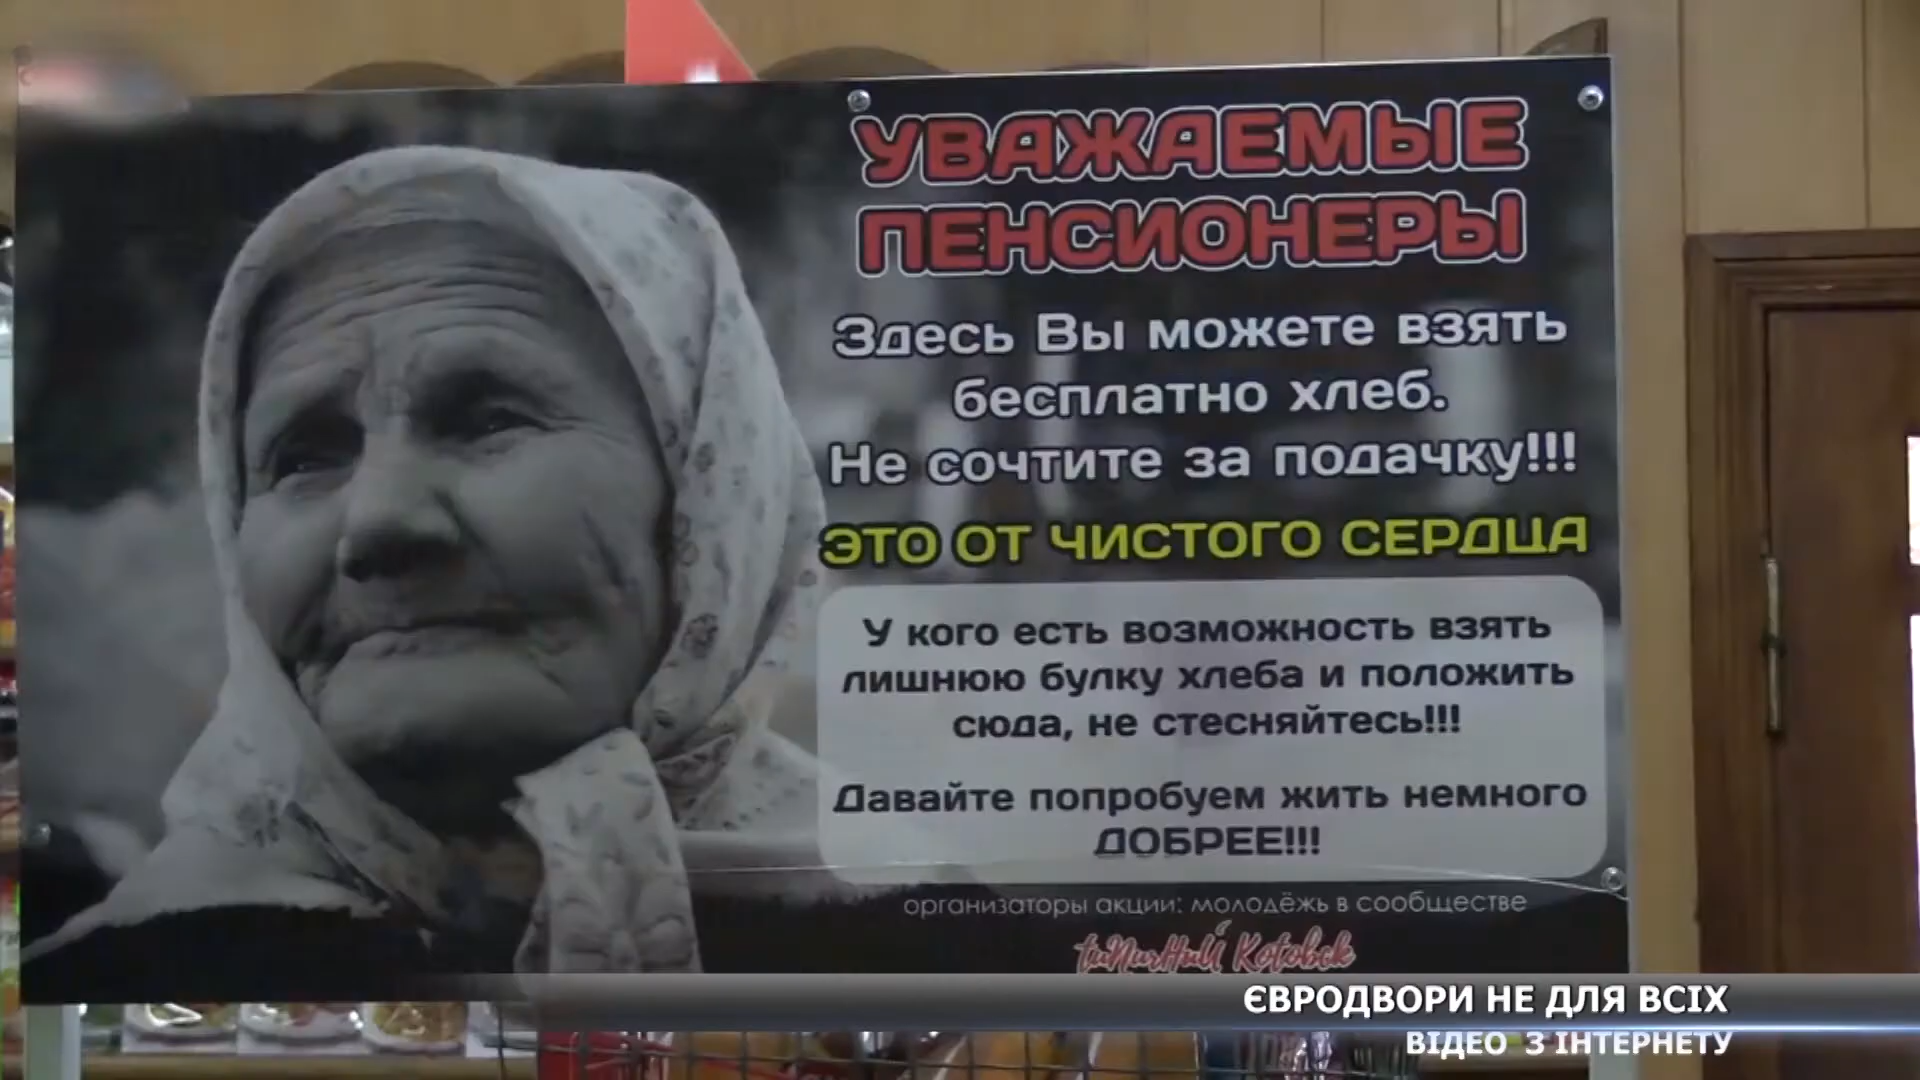 УВАЖАЕМЫЕ
ПЕНСИОНЕРЫ
Здесь Вы можете взять
бесплатно хлеб.
Не сочтите за подачку!!!
ЭТО ОТ ЧИСТОГО СЕРДЦА
У кого есть возможность взять
лишнюю булку хлеба и положить
сюда, не стесняйтесь!!!
Давайте попробуем жить немного
ДОБРЕЕ!!!
организаторы акции: молодёжь в сообществе
Kotobck
ЄВРОДВОРИ НЕ ДЛЯ ВСІХ
ВІДЕО З ІНТЕРНЕТУ